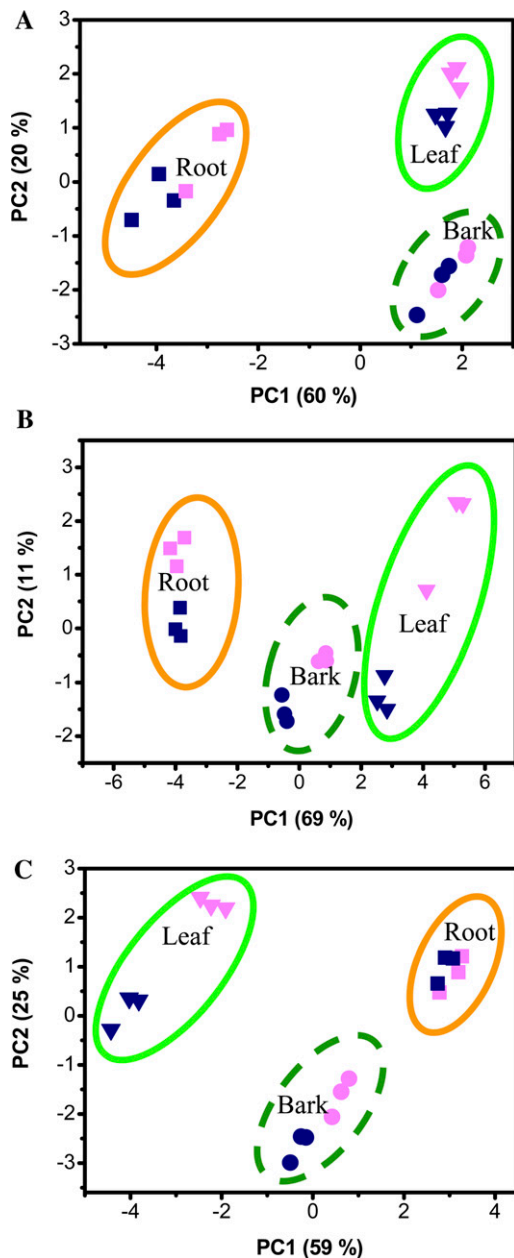 A
3
2
1
0
-1
-2
-3
PC2 (20 %)
Root
Leaf
Bark
-4
-2
0
2
PC1 (60 %)
B
3
2
1
0
-1
-2
PC2 (11 %)
Root
Bark
Leaf
-6
-4
-2
0
2
4
6
PC1 (69 %)
C
3
2
1
0
-1
-2
-3
PC2 (25 %)
Leaf
Root
Bark
-4
-2
0
2
4
PC1 (59 %)